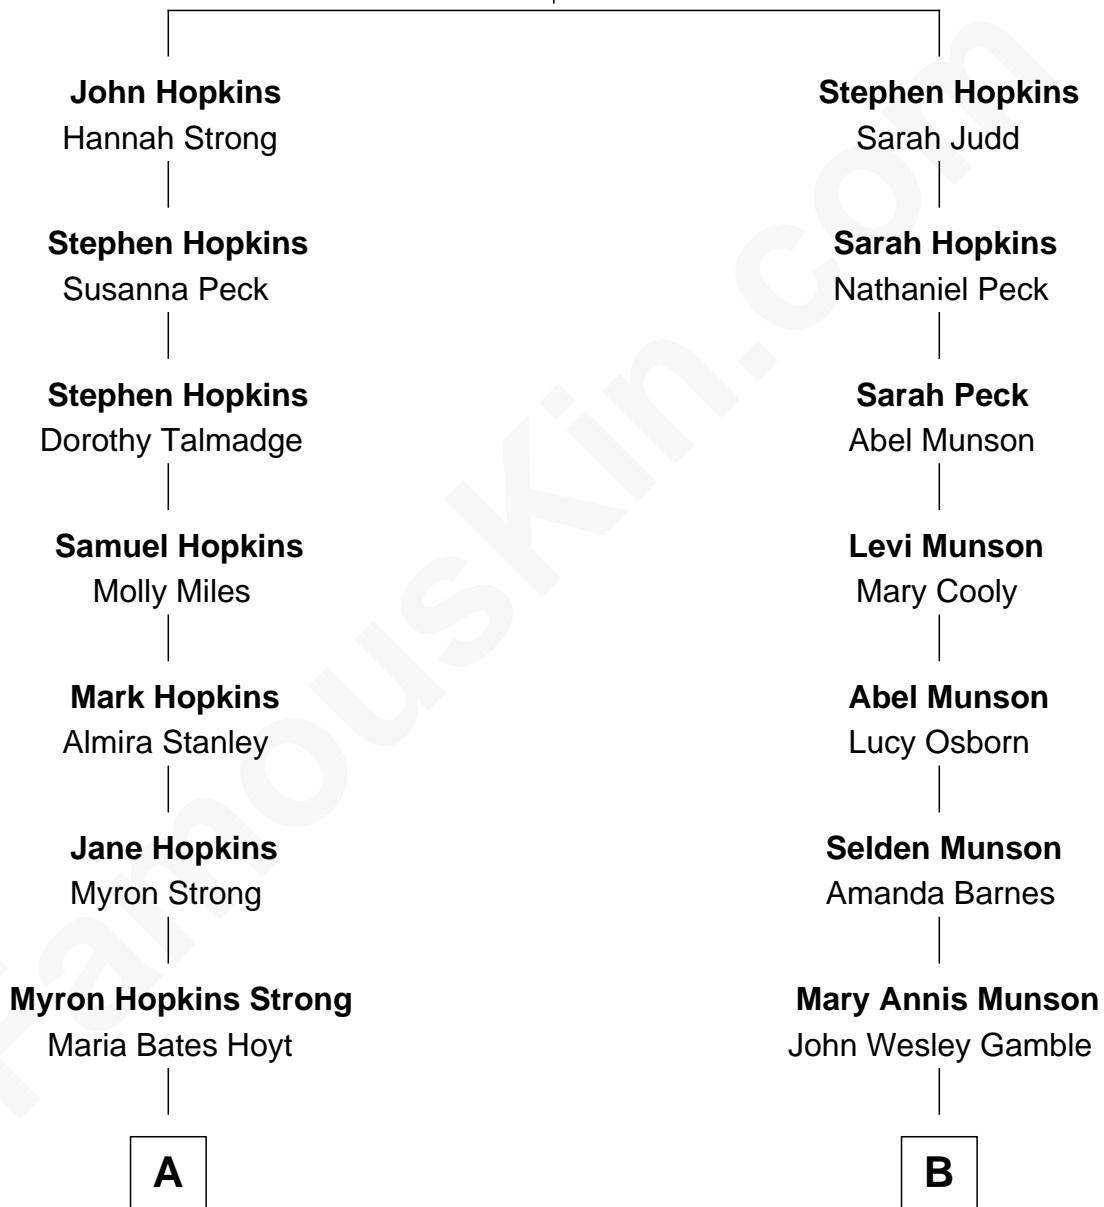 John Hopkins
Hannah Strong
Stephen Hopkins
Susanna Peck
Stephen Hopkins
Dorothy Talmadge
Samuel Hopkins
Molly Miles
Mark Hopkins
Almira Stanley
Jane Hopkins
Myron Strong
Myron Hopkins Strong
Maria Bates Hoyt
A
Stephen Hopkins
Sarah Judd
Sarah Hopkins
Nathaniel Peck
Sarah Peck
Abel Munson
Levi Munson
Mary Cooly
Abel Munson
Lucy Osborn
Selden Munson
Amanda Barnes
Mary Annis Munson
John Wesley Gamble
B
FamousKin.com